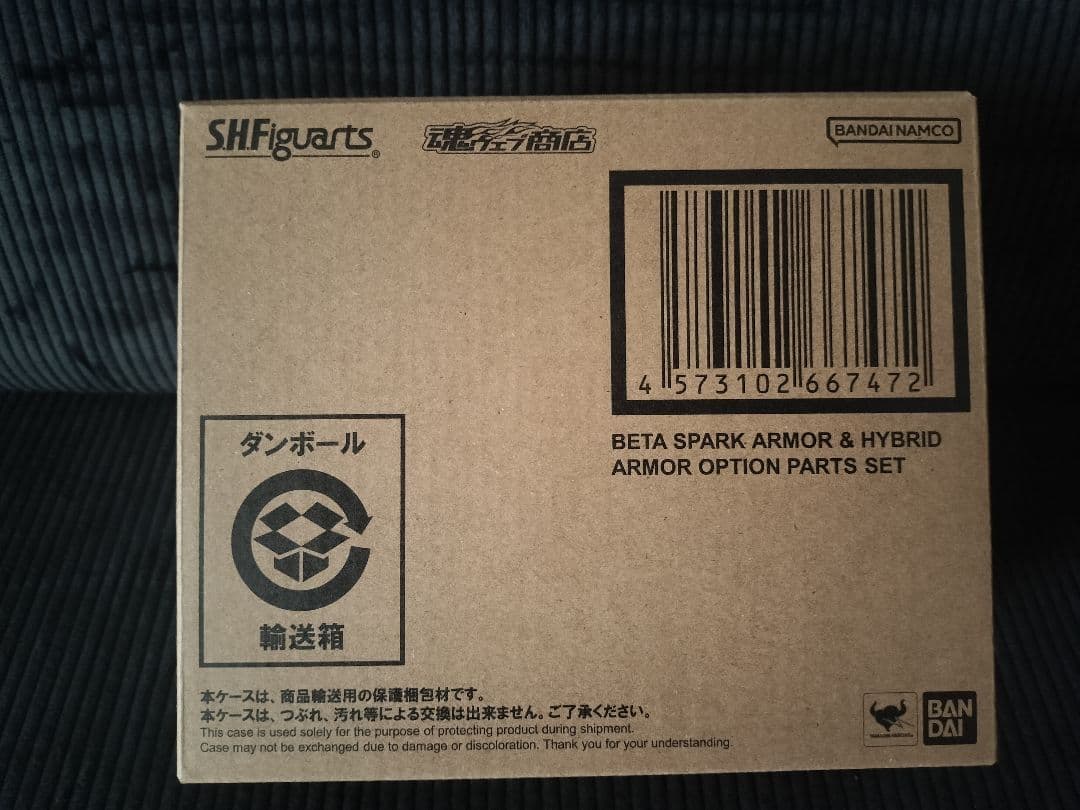 S.H.Figuarts®
魂ウェブ商店
BANDAI NAMCO
4 573102 667472
BETA SPARK ARMOR & HYBRID
ARMOR OPTION PARTS SET
ダンボール
輸送箱
本ケースは、商品輸送用の保護梱包材です。
本ケースは、つぶれ、汚れ等による交換は出来ません。ご了承ください。
This case is used solely for the purpose of protecting product during shipment.
Case may not be exchanged due to damage or discoloration. Thank you for your understanding.
BAN
DAI